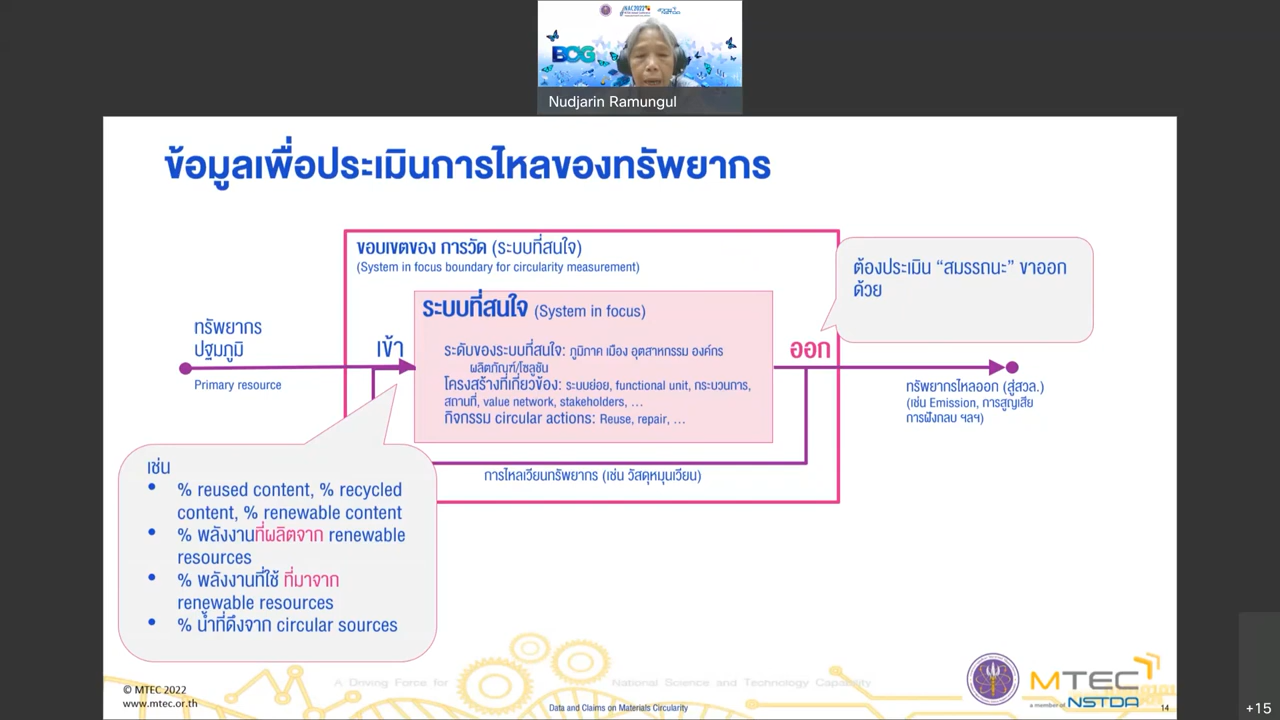 BCG
Nudjarin Ramungul
ข้อมูลเพื่อประเมินการไหลของทรัพยากร
ขอบเขตของ การวัด (ระบบที่สนใจ)
(System in focus boundary for circularity measurement)
ต้องประเมิน “สมรรถนะ” ขาออก
ด้วย
ระบบที่สนใจ (System in focus)
ทรัพยากร
ปฐมภูมิ
Primary resource
เข้า
ออก
ระดับของระบบที่สนใจ: ภูมิภาค เมือง อุตสาหกรรม องค์กร
ผลิตภัณฑ์/โซลูชัน
โครงสร้างที่เกี่ยวข้อง: ระบบย่อย, functional unit, กระบวนการ,
สถานที่, value network, stakeholders, ...
กิจกรรม circular actions: Reuse, repair, ...
ทรัพยากรไหลออก (สู่สวล.)
(เช่น Emission, การสูญเสีย
การฝังกลบ ฯลฯ)
การไหลเวียนทรัพยากร (เช่น วัสดุหมุนเวียน)
เช่น
• % reused content, % recycled
content, % renewable content
• % พลังงานที่ผลิตจาก renewable
resources
• % พลังงานที่ใช้ ที่มาจาก
renewable resources
• % น้ำที่ดึงจาก circular sources
A Driving Force for National Science and Technology Capability
© MTEC 2022
www.mtec.or.th
Data and Claims on Materials Circularity
MTEC
a member of NSTDA
14
+15